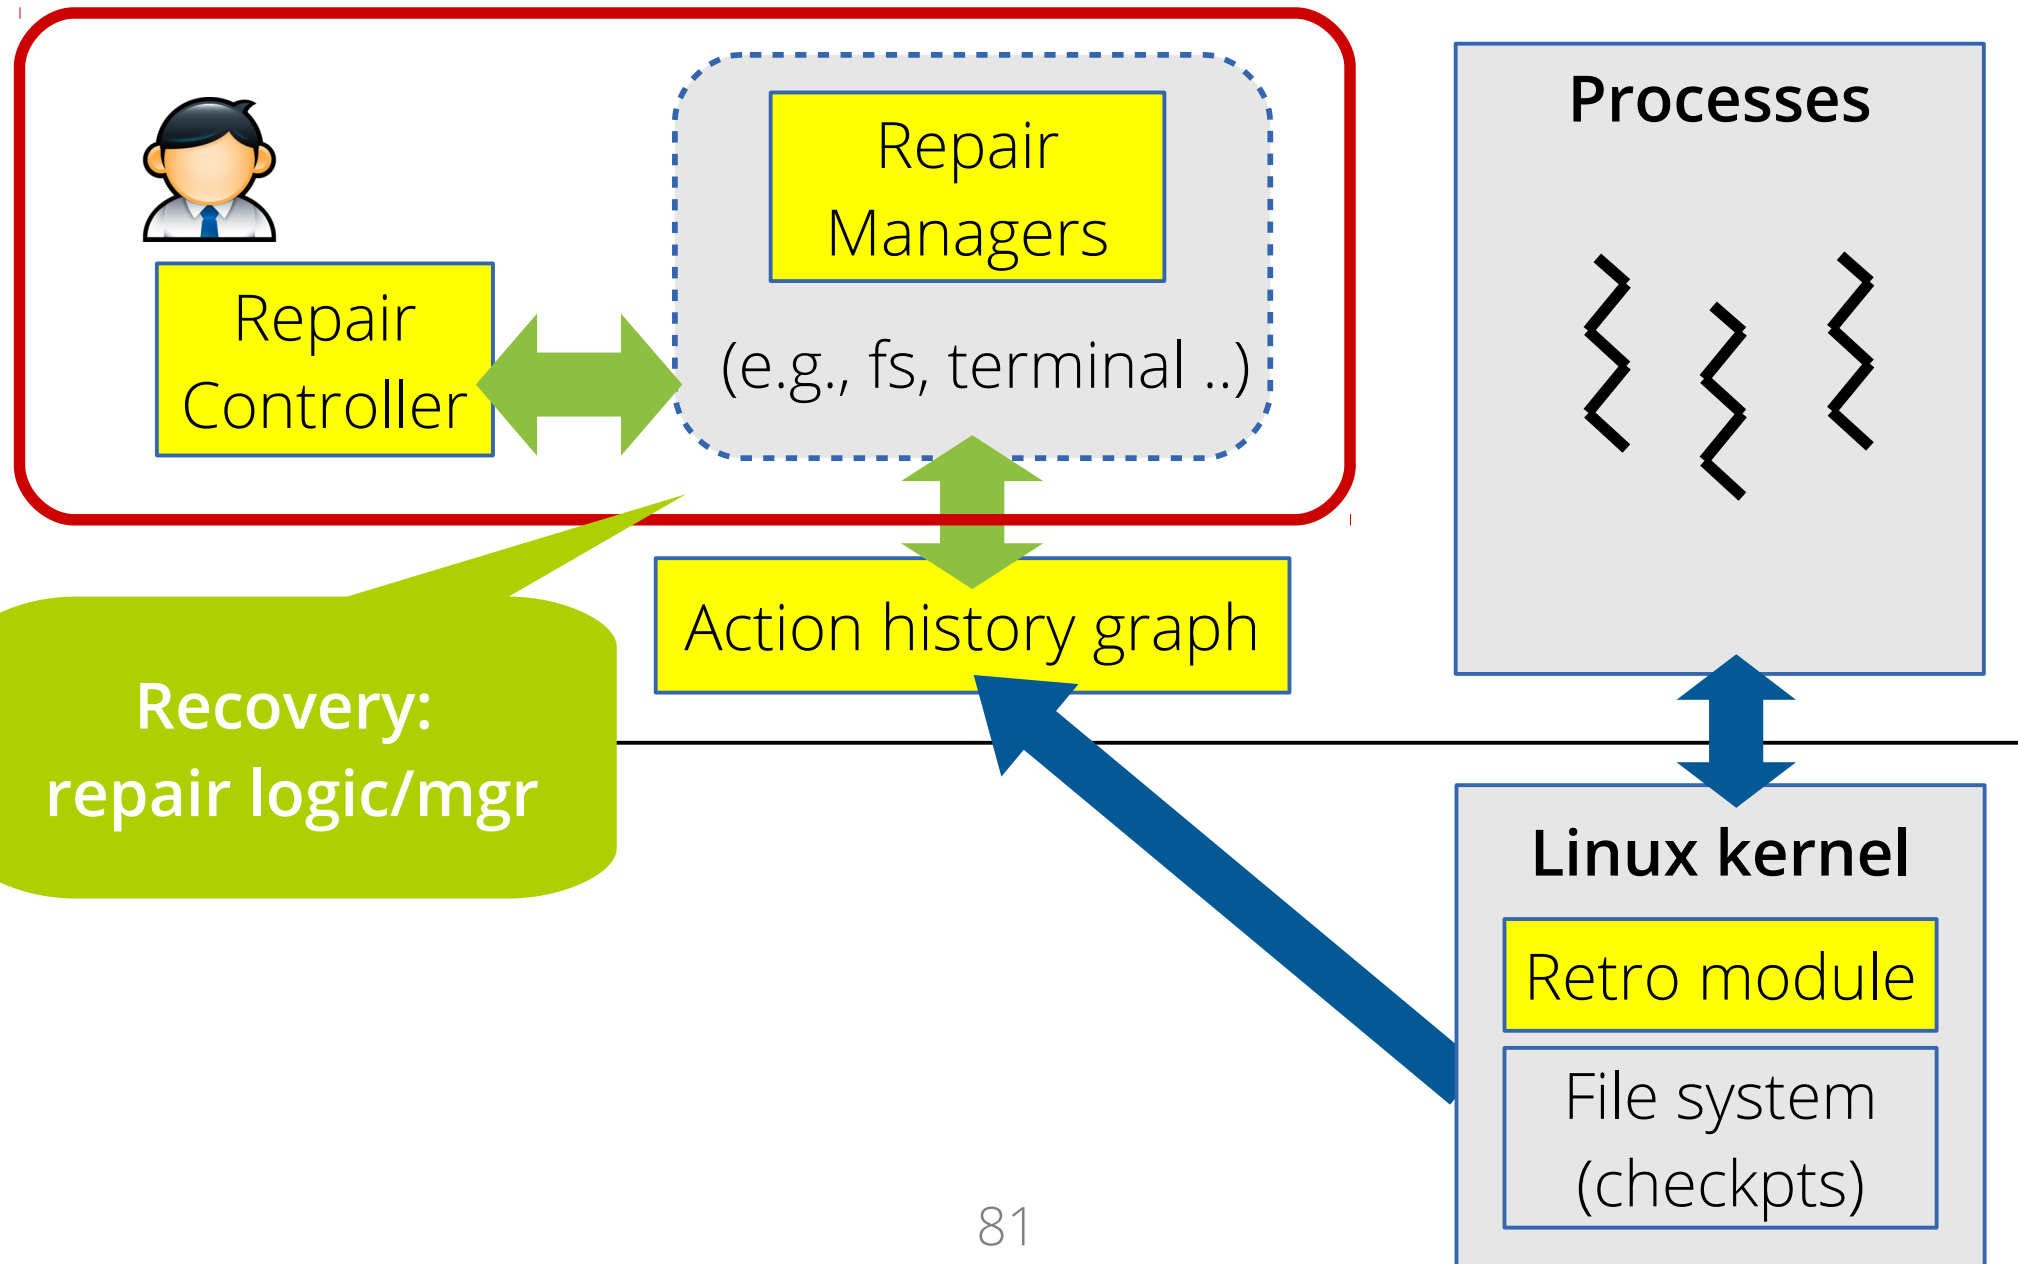 Repair
Controller
Repair
Managers
(e.g., fs, terminal ..)
Processes
Action history graph
Recovery:
repair logic/mgr
Linux kernel
Retro module
File system
(checkpts)
81